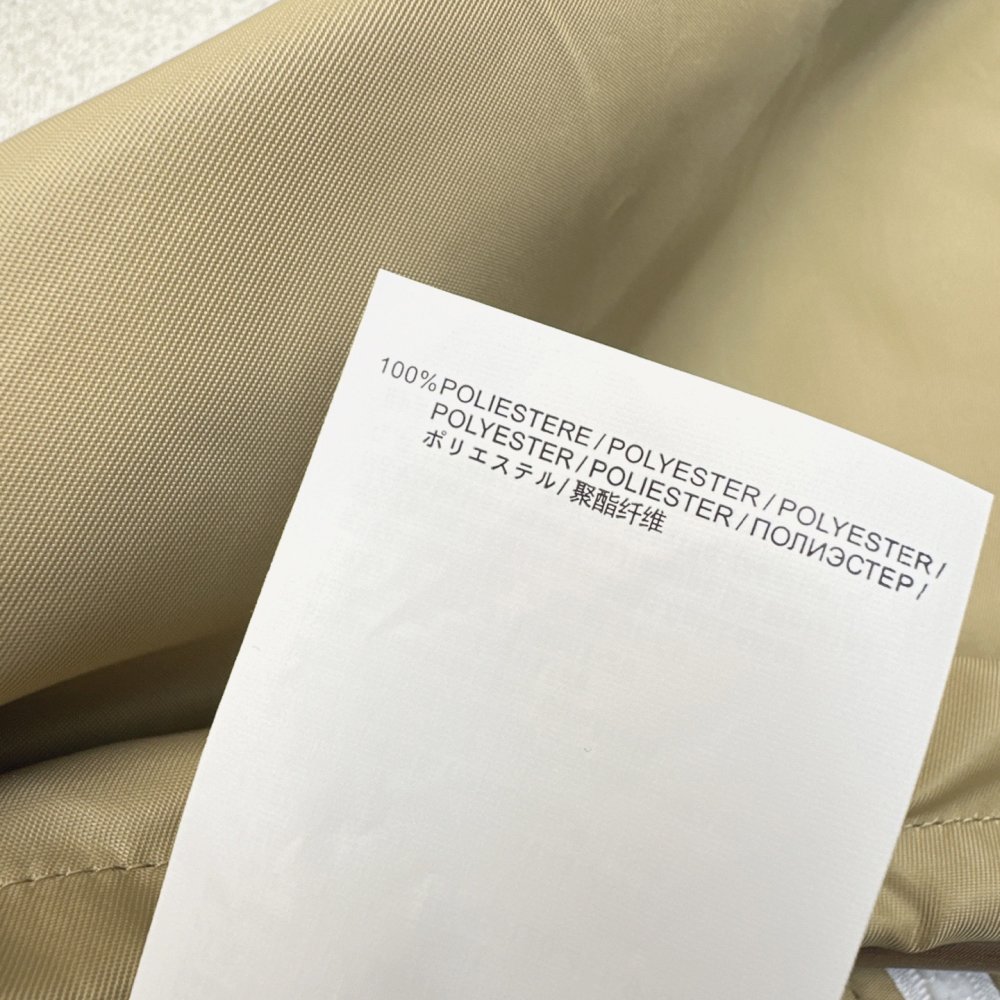 100%POLIESTERE/POLYESTER/POLYESTER/
POLYESTER/POLIESTER/ПОЛИЭСТЕР/
ポリエステル/聚酯纤维